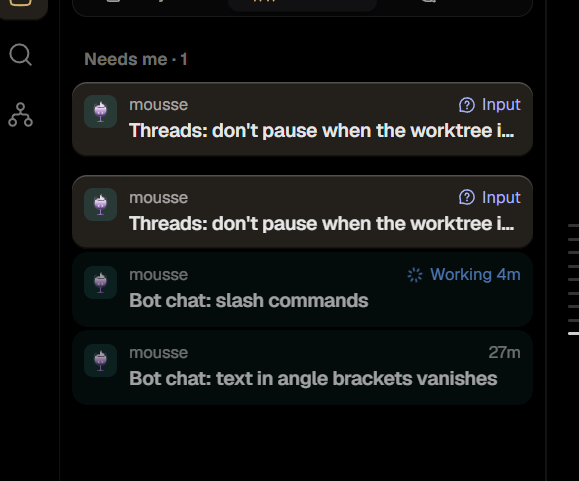 Needs me · 1
mousse
Input
Threads: don't pause when the worktree i...
mousse
Input
Threads: don't pause when the worktree i...
mousse
Working 4m
Bot chat: slash commands
mousse
27m
Bot chat: text in angle brackets vanishes